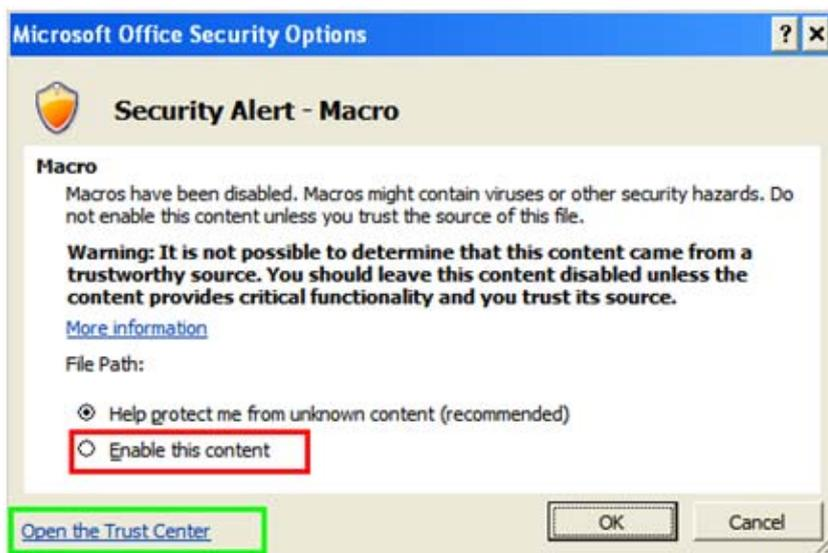 Microsoft Office Security Options
Security Alert - Macro
Macro
Macros have been disabled. Macros might contain viruses or other security hazards. Do
not enable this content unless you trust the source of this file.
Warning: It is not possible to determine that this content came from a
trustworthy source. You should leave this content disabled unless the
content provides critical functionality and you trust its source.
More information
File Path:
Help protect me from unknown content (recommended)
Enable this content
Open the Trust Center
OK
Cancel